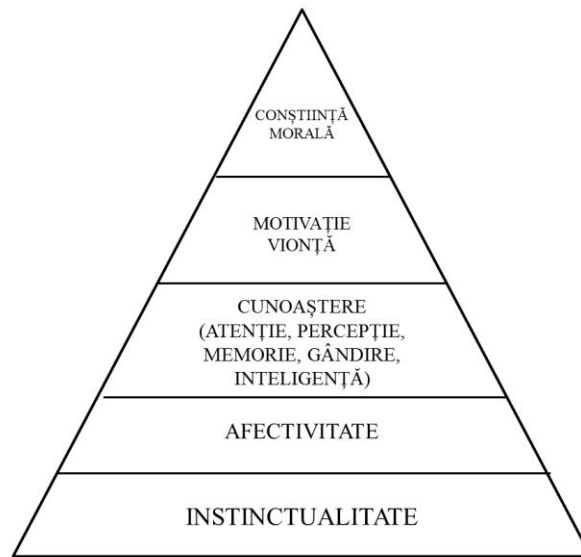 CONȘTIINȚĂ
MORALĂ
MOTIVAȚIE
VIONȚĂ
CUNOAȘTERE
(ATENȚIE, PERCEPȚIE,
MEMORIE, GÂNDIRE,
INTELIGENȚĂ)
AFECTIVITATE
INSTINCTUALITATE